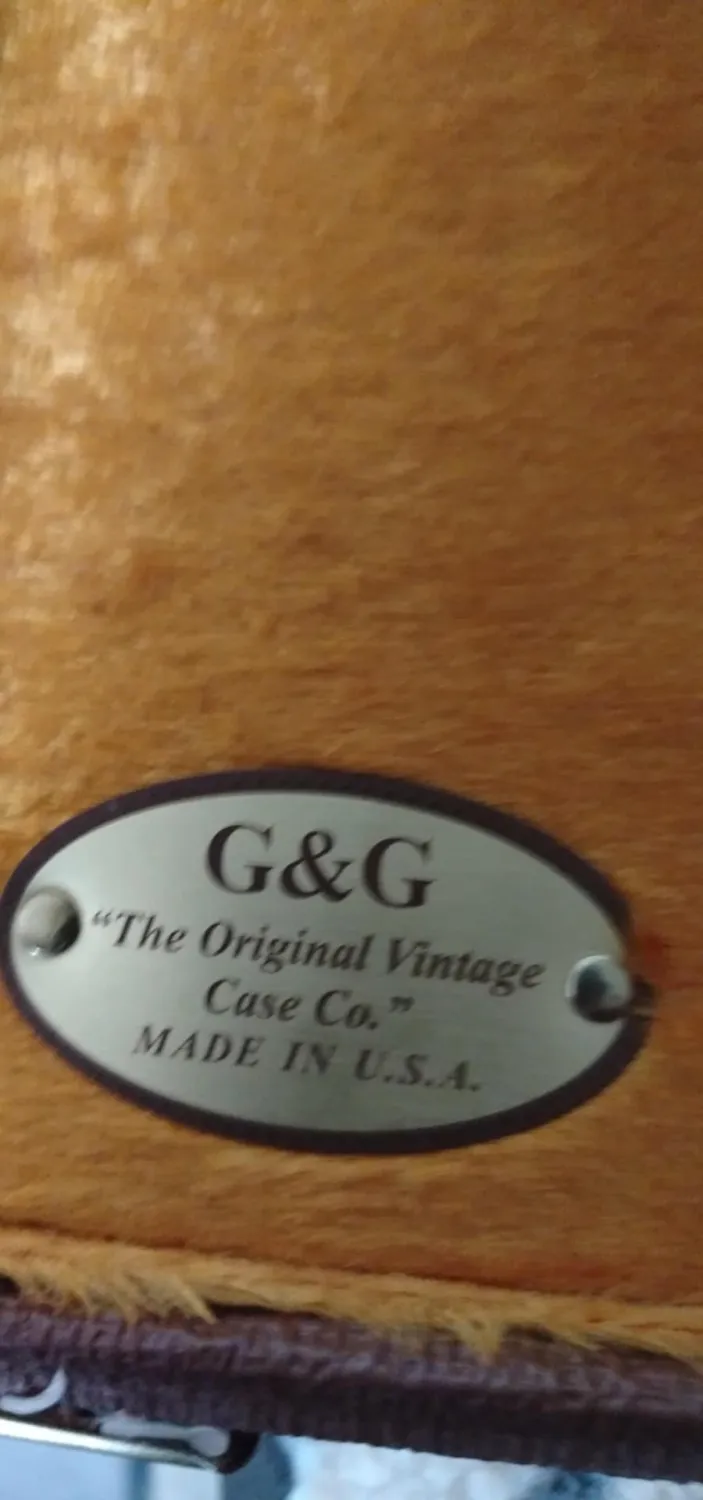 G&G
“The Original Vintage
Case Co.”
MADE IN U.S.A.